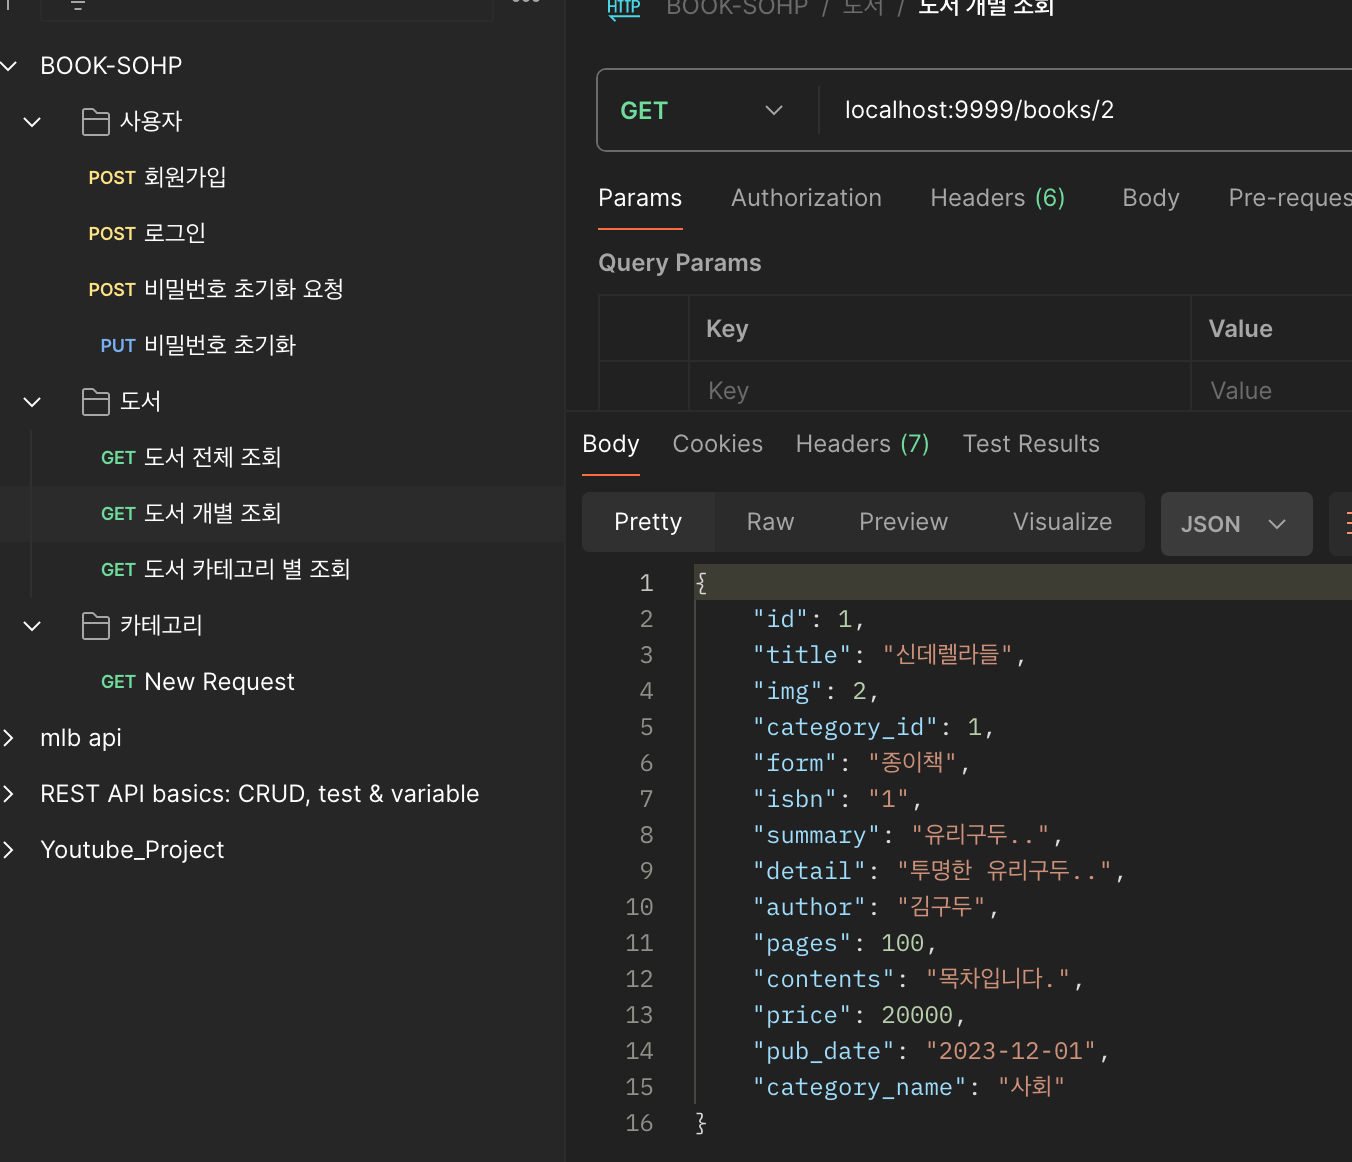 BOOK-SOHP
사용자
POST 회원가입
POST 로그인
POST 비밀번호 초기화 요청
PUT 비밀번호 초기화
도서
GET 도서 전체 조회
GET 도서 개별 조회
GET 도서 카테고리 별 조회
카테고리
GET New Request
mlb api
REST API basics: CRUD, test & variable
Youtube_Project
HTTP BOOK-SOHP / 도서 / 도서 개별 조회
GET localhost:9999/books/2
Params Authorization Headers (6) Body Pre-reques
Query Params
Key Value
Key Value
Body Cookies Headers (7) Test Results
Pretty Raw Preview Visualize JSON
1 {
2 "id": 1,
3 "title": "신데렐라들",
4 "img": 2,
5 "category_id": 1,
6 "form": "종이책",
7 "isbn": "1",
8 "summary": "유리구두..",
9 "detail": "투명한 유리구두..",
10 "author": "김구두",
11 "pages": 100,
12 "contents": "목차입니다.",
13 "price": 20000,
14 "pub_date": "2023-12-01",
15 "category_name": "사회"
16 }